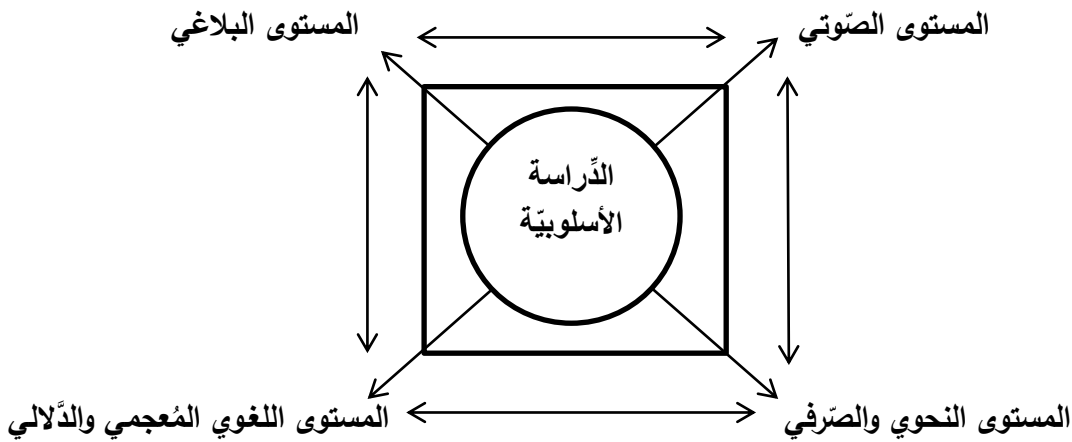 المستوى الصّوتي
المستوى البلاغي
الدِّراسة
الأسلوبيّة
المستوى النحوي والصّرفي
المستوى اللغوي المُعجمي والدَّلالي